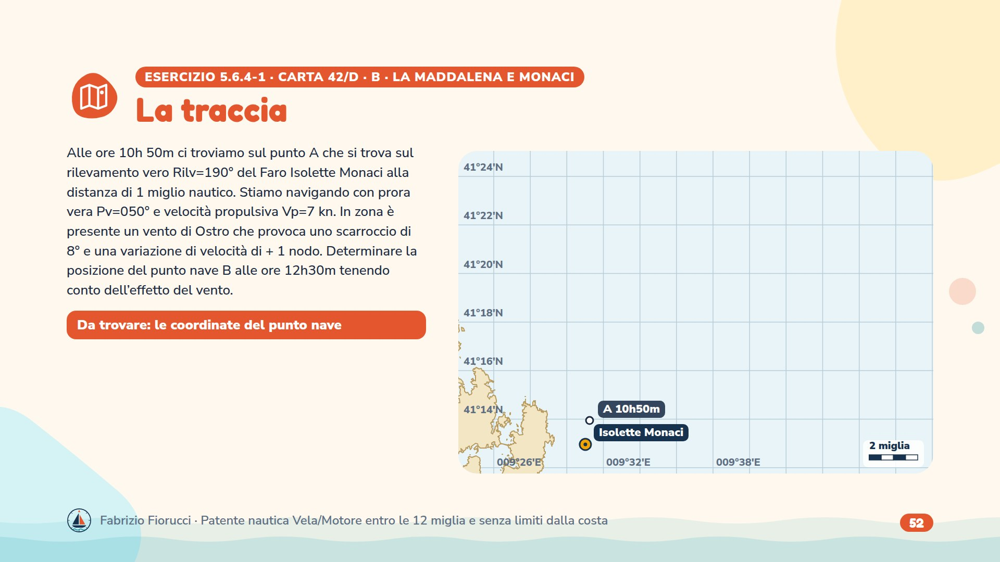 ESERCIZIO 5.6.4-1 · CARTA 42/D · B · LA MADDALENA E MONACI
La traccia
Alle ore 10h 50m ci troviamo sul punto A che si trova sul
rilevamento vero Rilv=190° del Faro Isolette Monaci alla
distanza di 1 miglio nautico. Stiamo navigando con prora
vera Pv=050° e velocità propulsiva Vp=7 kn. In zona è
presente un vento di Ostro che provoca uno scarroccio di
8° e una variazione di velocità di + 1 nodo. Determinare la
posizione del punto nave B alle ore 12h30m tenendo
conto dell’effetto del vento.
Da trovare: le coordinate del punto nave
41°24'N
41°22'N
41°20'N
41°18'N
41°16'N
41°14'N
A 10h50m
Isolette Monaci
2 miglia
009°26'E
009°32'E
009°38'E
Fabrizio Fiorucci · Patente nautica Vela/Motore entro le 12 miglia e senza limiti dalla costa
52